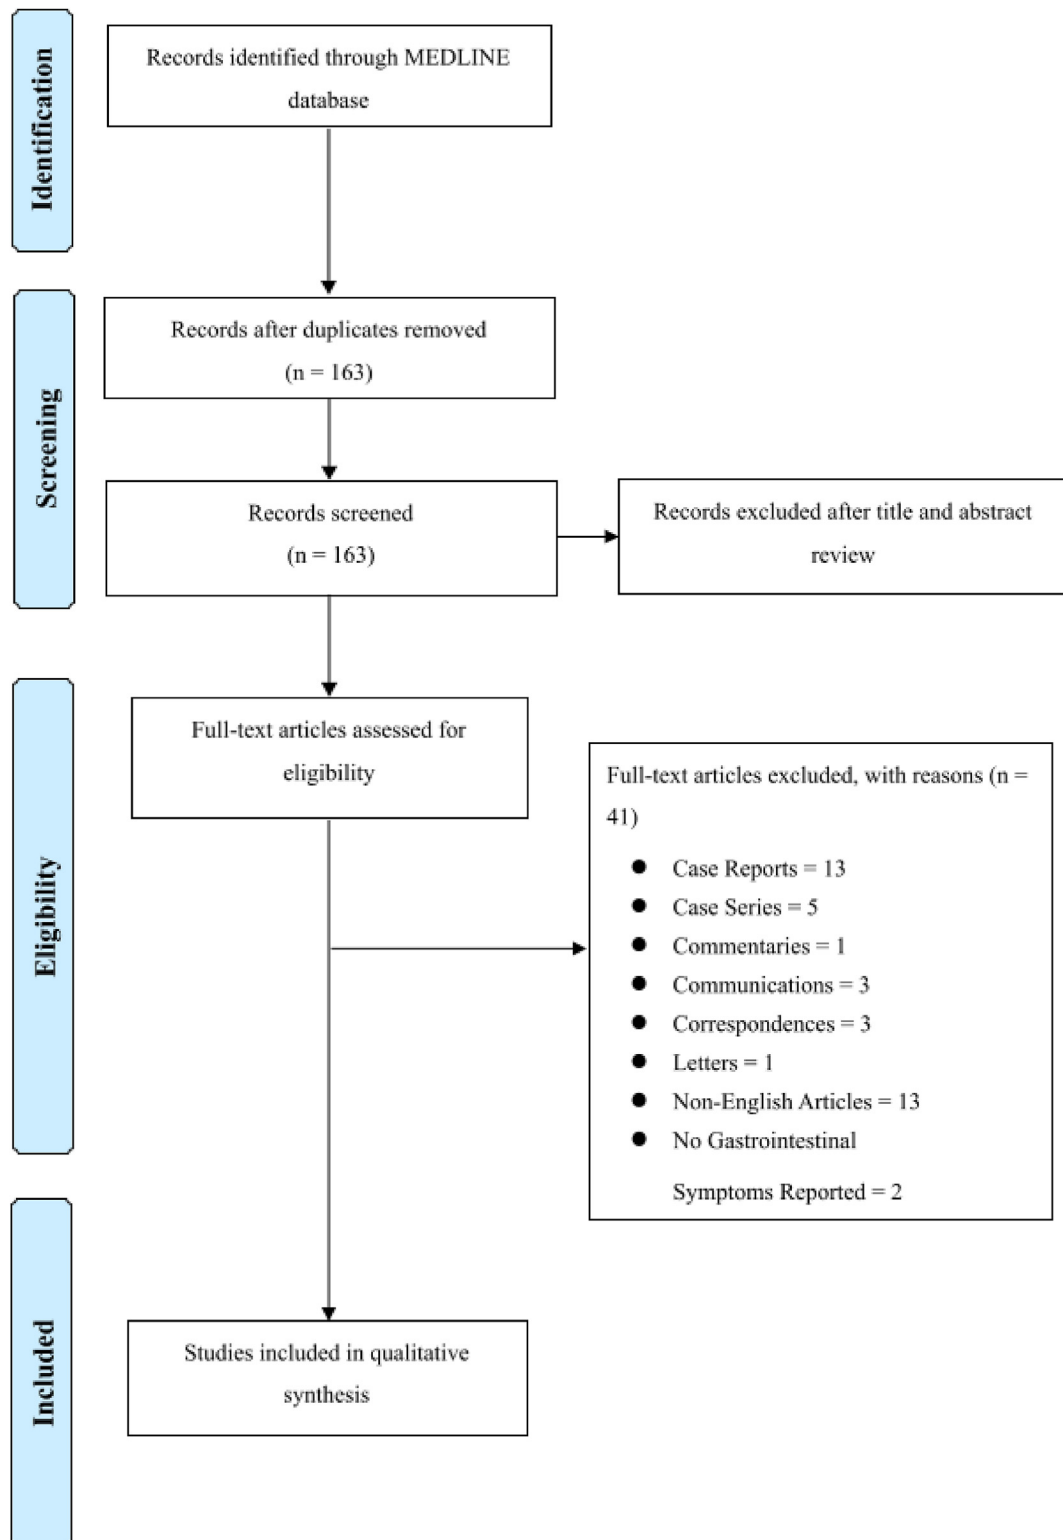 Identification
Records identified through MEDLINE
database
Screening
Records after duplicates removed
(n = 163)
Records screened
(n = 163)
Records excluded after title and abstract
review
Eligibility
Full-text articles assessed for
eligibility
Full-text articles excluded, with reasons (n =
41)
● Case Reports = 13
● Case Series = 5
● Commentaries = 1
● Communications = 3
● Correspondences = 3
● Letters = 1
● Non-English Articles = 13
● No Gastrointestinal
Symptoms Reported = 2
Included
Studies included in qualitative
synthesis